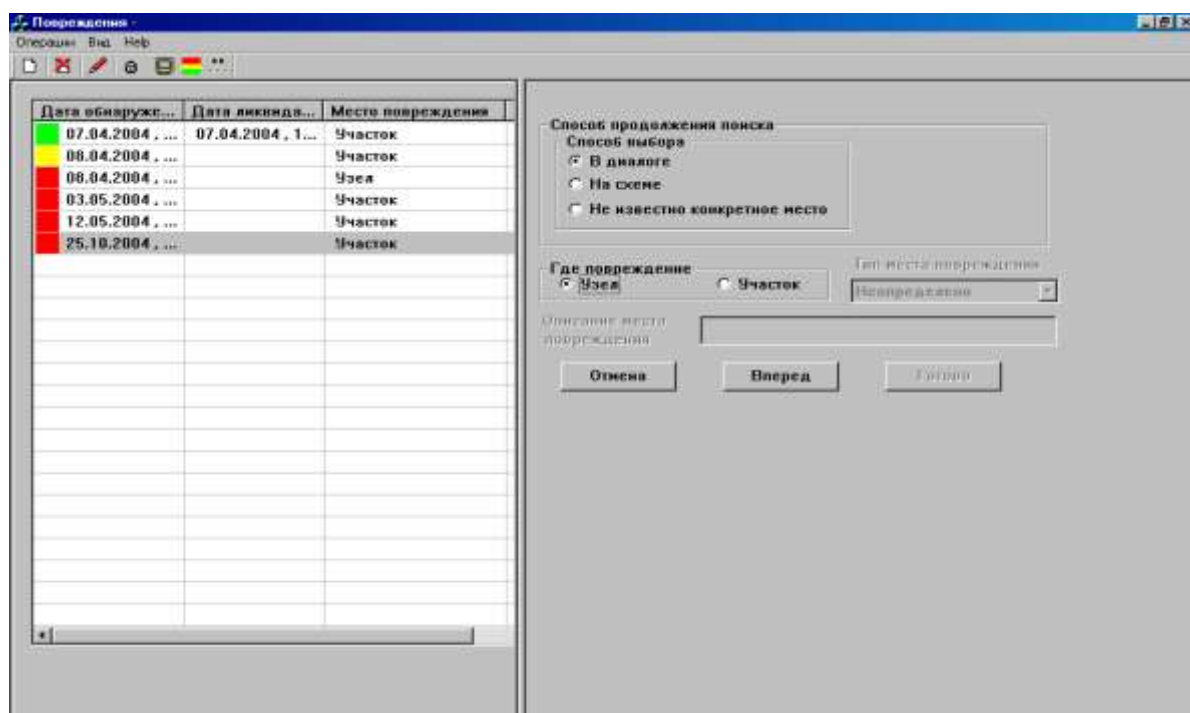 Повреждения -
Операции Вид Help
Дата обнаруже... Дата ликвида... Место повреждения
07.04.2004 , ... 07.04.2004 , 1... Участок
08.04.2004 , ... Участок
08.04.2004 , ... Узел
03.05.2004 , ... Участок
12.05.2004 , ... Участок
25.10.2004 , ... Участок
Способ продолжения поиска
Способ выбора
В диалоге
На схеме
Не известно конкретное место
Где повреждение
Узел Участок
Тип места повреждения
Неопределено
Описание места
повреждения
Отмена Вперед Готово